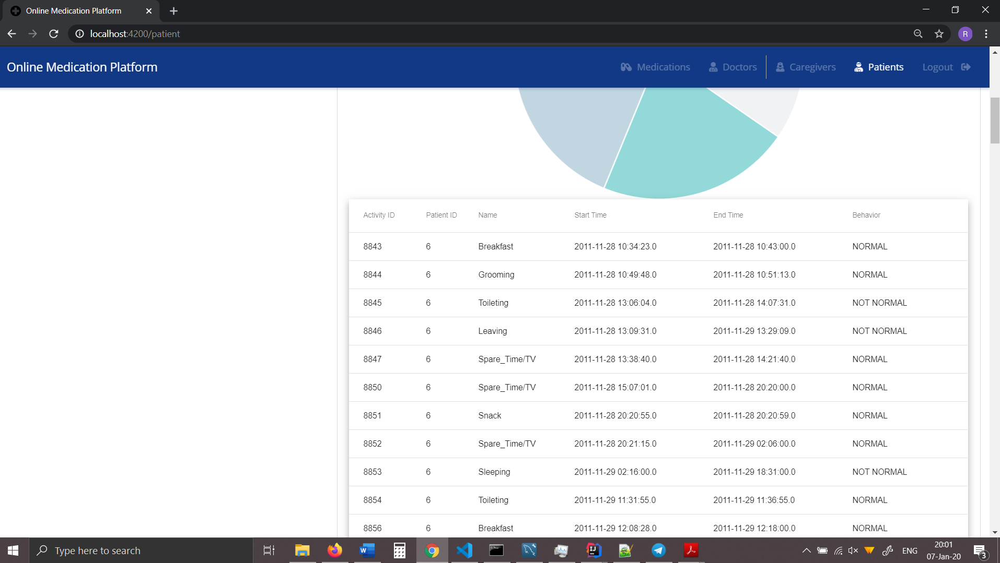 Online Medication Platform
localhost:4200/patient
R
Online Medication Platform
Medications Doctors Caregivers Patients Logout
Activity ID Patient ID Name Start Time End Time Behavior
8843 6 Breakfast 2011-11-28 10:34:23.0 2011-11-28 10:43:00.0 NORMAL
8844 6 Grooming 2011-11-28 10:49:48.0 2011-11-28 10:51:13.0 NORMAL
8845 6 Toileting 2011-11-28 13:06:04.0 2011-11-28 14:07:31.0 NOT NORMAL
8846 6 Leaving 2011-11-28 13:09:31.0 2011-11-29 13:29:09.0 NOT NORMAL
8847 6 Spare_Time/TV 2011-11-28 13:38:40.0 2011-11-28 14:21:40.0 NORMAL
8850 6 Spare_Time/TV 2011-11-28 15:07:01.0 2011-11-28 20:20:00.0 NORMAL
8851 6 Snack 2011-11-28 20:20:55.0 2011-11-28 20:20:59.0 NORMAL
8852 6 Spare_Time/TV 2011-11-28 20:21:15.0 2011-11-29 02:06:00.0 NORMAL
8853 6 Sleeping 2011-11-29 02:16:00.0 2011-11-29 18:31:00.0 NOT NORMAL
8854 6 Toileting 2011-11-29 11:31:55.0 2011-11-29 11:36:55.0 NORMAL
8856 6 Breakfast 2011-11-29 12:08:28.0 2011-11-29 12:18:00.0 NORMAL
Type here to search
ENG
20:01
07-Jan-20
3